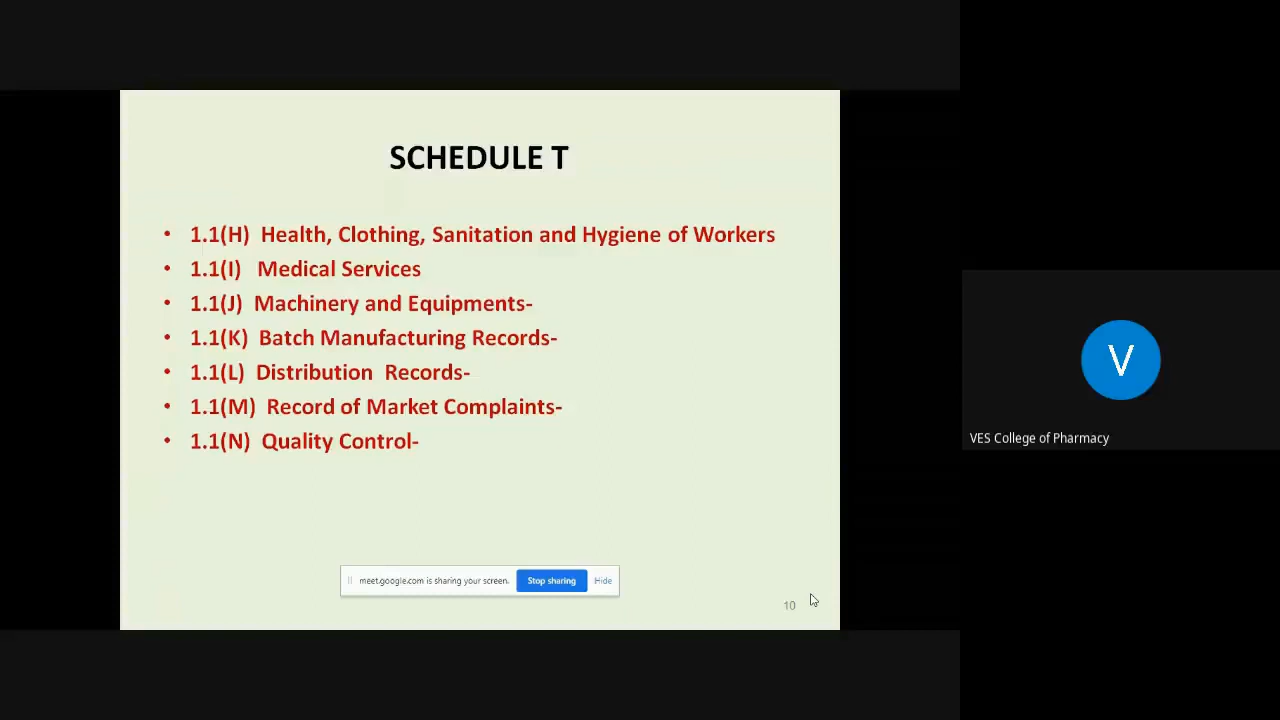 SCHEDULE T
• 1.1(H) Health, Clothing, Sanitation and Hygiene of Workers
• 1.1(I) Medical Services
• 1.1(J) Machinery and Equipments-
• 1.1(K) Batch Manufacturing Records-
• 1.1(L) Distribution Records-
• 1.1(M) Record of Market Complaints-
• 1.1(N) Quality Control-
meet.google.com is sharing your screen. Stop sharing Hide
10
V
VES College of Pharmacy